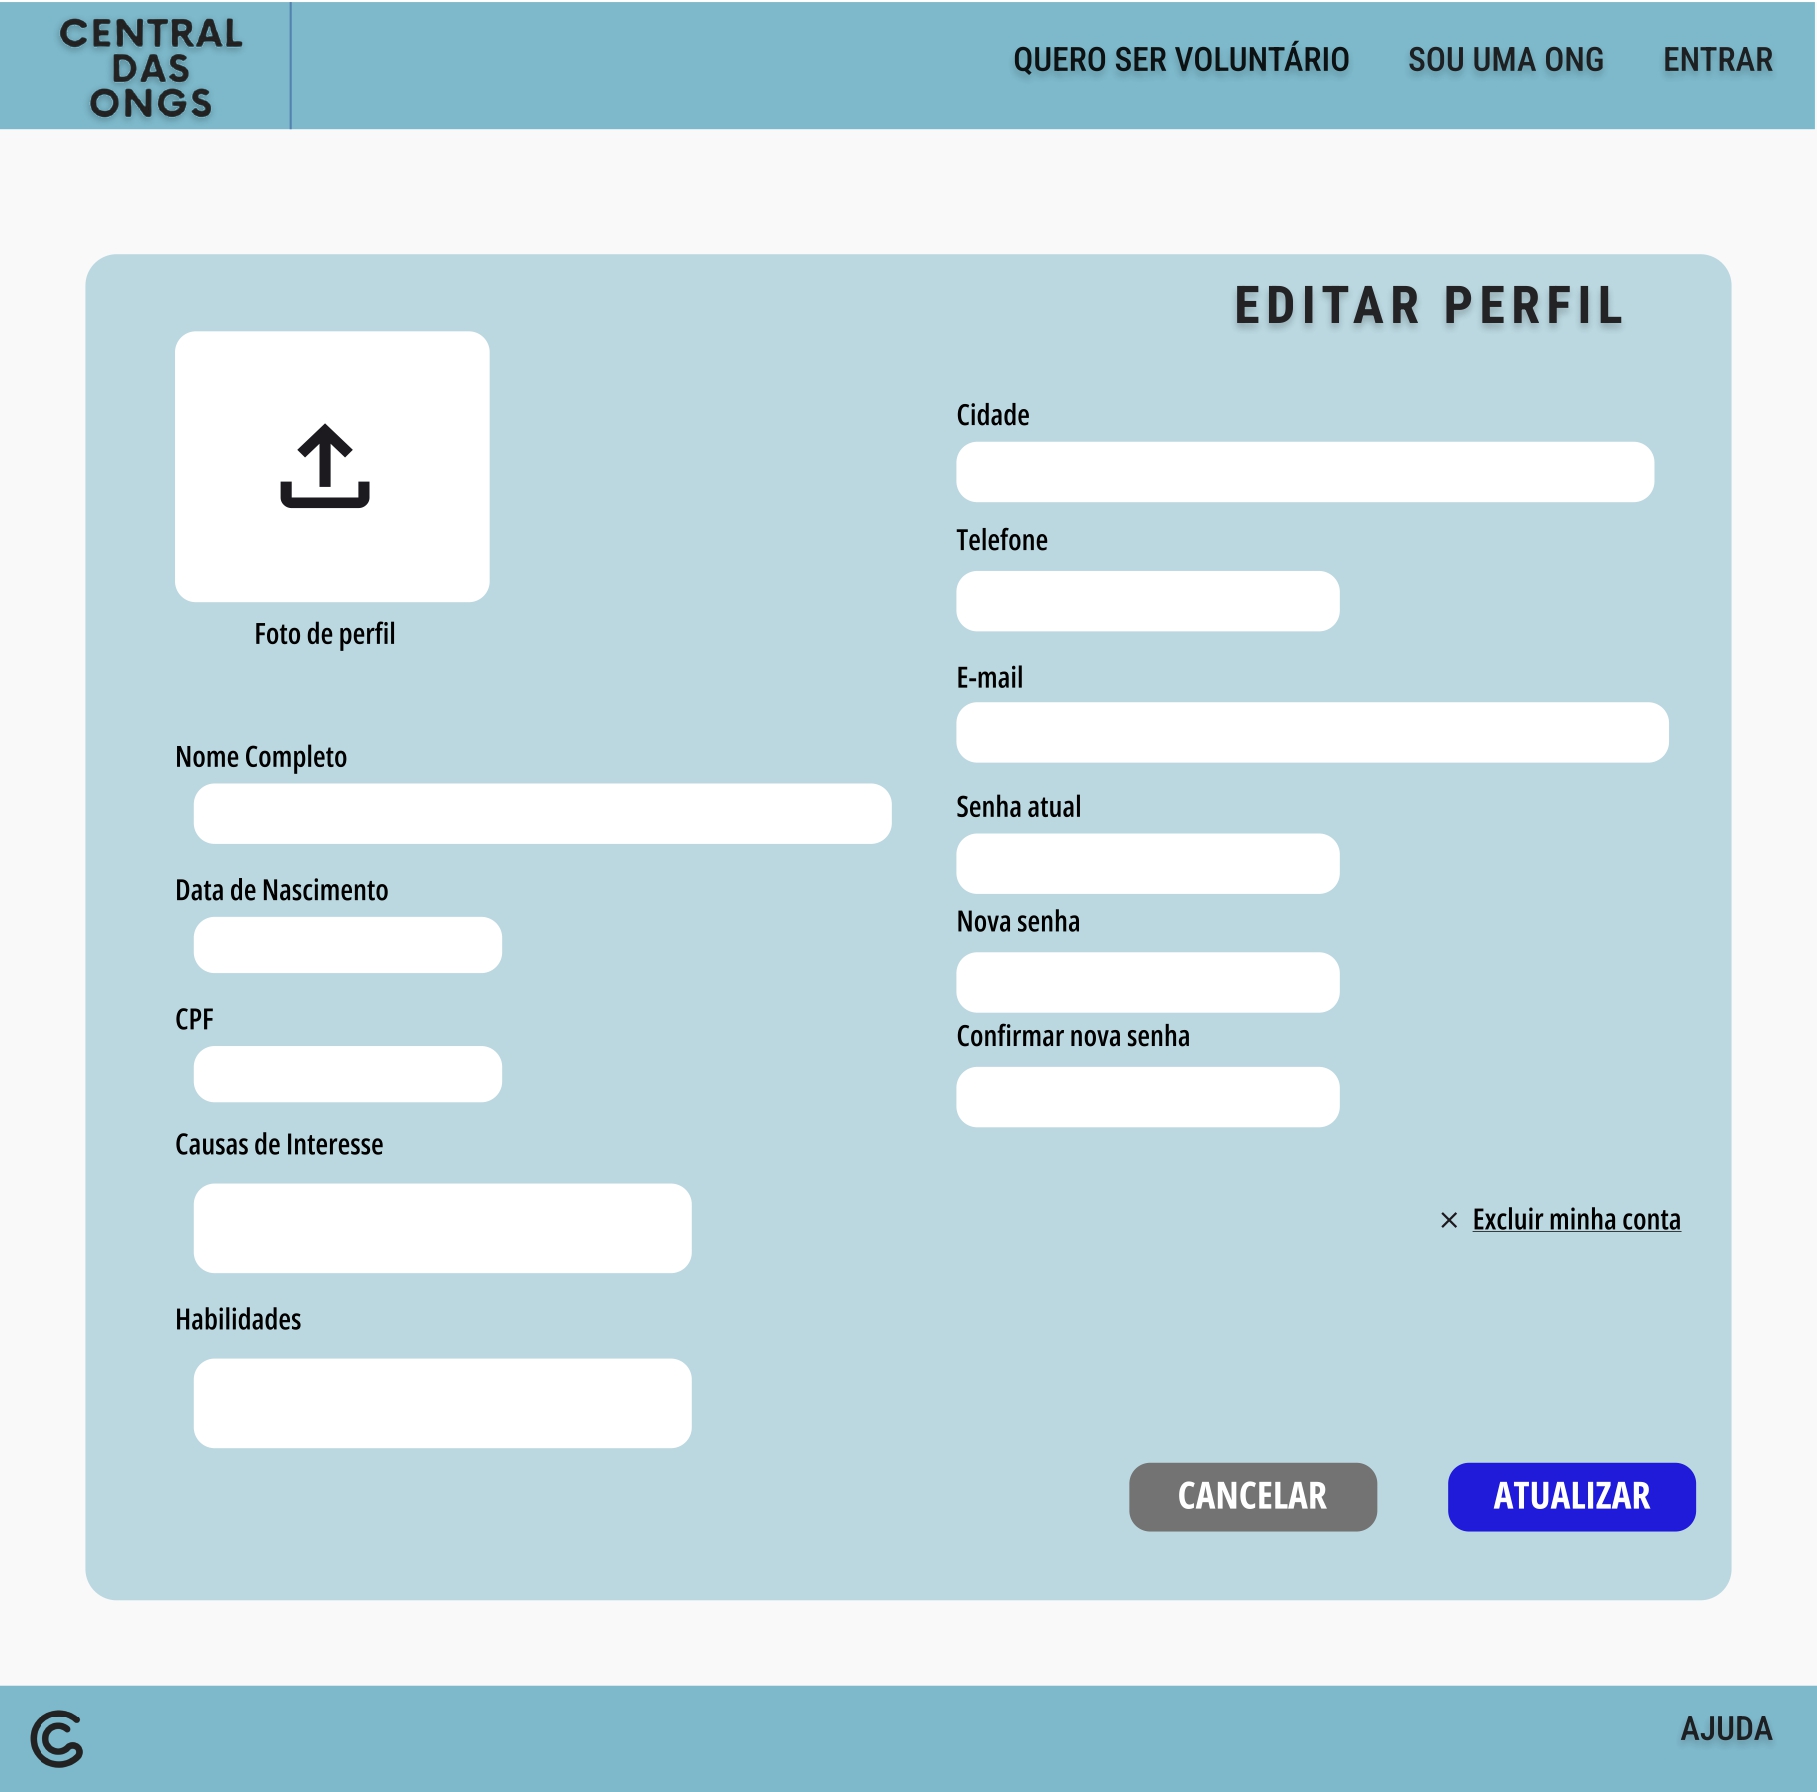 CENTRAL
DAS
ONGS
QUERO SER VOLUNTÁRIO
SOU UMA ONG
ENTRAR
EDITAR PERFIL
Foto de perfil
Nome Completo
Data de Nascimento
CPF
Causas de Interesse
Habilidades
Cidade
Telefone
E-mail
Senha atual
Nova senha
Confirmar nova senha
Excluir minha conta
CANCELAR
ATUALIZAR
AJUDA